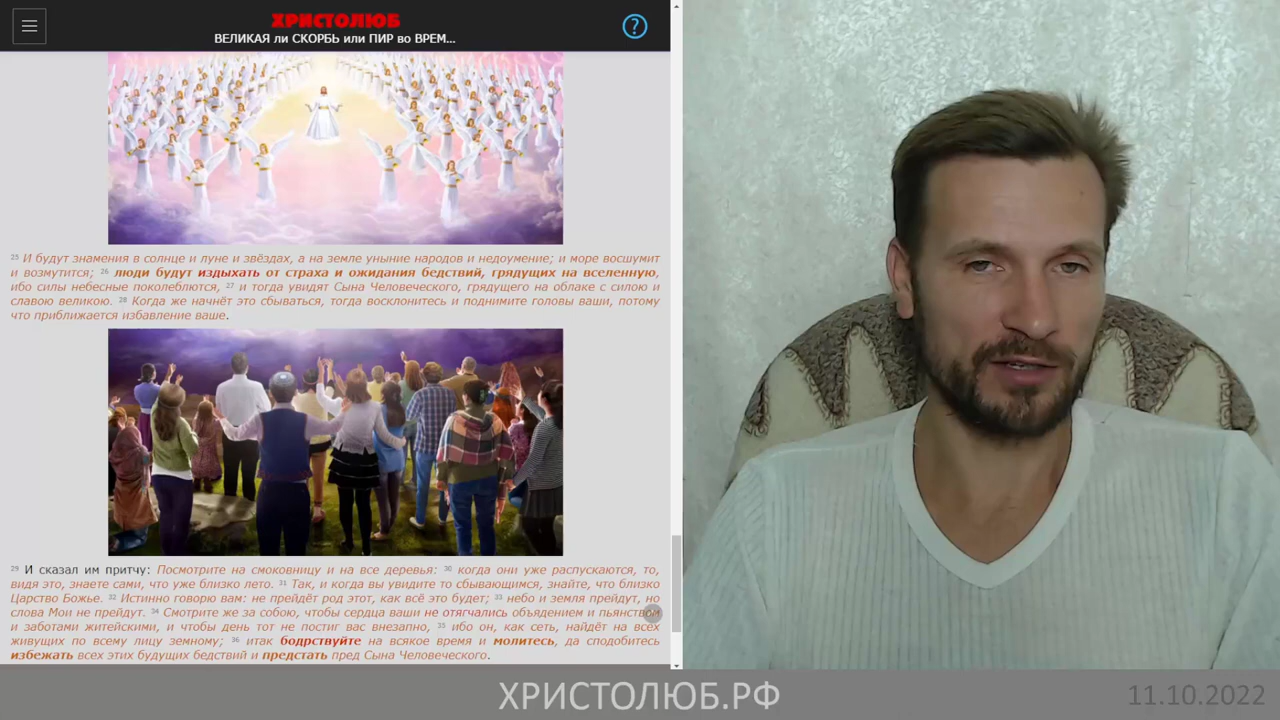 ХРИСТОЛЮБ
ВЕЛИКАЯ ли СКОРБЬ или ПИР во ВРЕМ...
?
25 И будут знамения в солнце и луне и звёздах, а на земле уныние народов и недоумение; и море восшумит
и возмутится; 26 люди будут издыхать от страха и ожидания бедствий, грядущих на вселенную,
ибо силы небесные поколеблются, 27 и тогда увидят Сына Человеческого, грядущего на облаке с силою и
славою великою. 28 Когда же начнёт это сбываться, тогда восклонитесь и поднимите головы ваши, потому
что приближается избавление ваше.
29 И сказал им притчу: Посмотрите на смоковницу и на все деревья: 30 когда они уже распускаются, то,
видя это, знаете сами, что уже близко лето. 31 Так, и когда вы увидите то сбывающимся, знайте, что близко
Царство Божье. 32 Истинно говорю вам: не прейдёт род этот, как всё это будет; 33 небо и земля прейдут, но
слова Мои не прейдут. 34 Смотрите же за собою, чтобы сердца ваши не отягчались объядением и пьянством
и заботами житейскими, и чтобы день тот не постиг вас внезапно, 35 ибо он, как сеть, найдёт на всех
живущих по всему лицу земному; 36 итак бодрствуйте на всякое время и молитесь, да сподобитесь
избежать всех этих будущих бедствий и предстать пред Сына Человеческого.
ХРИСТОЛЮБ.РФ
11.10.2022